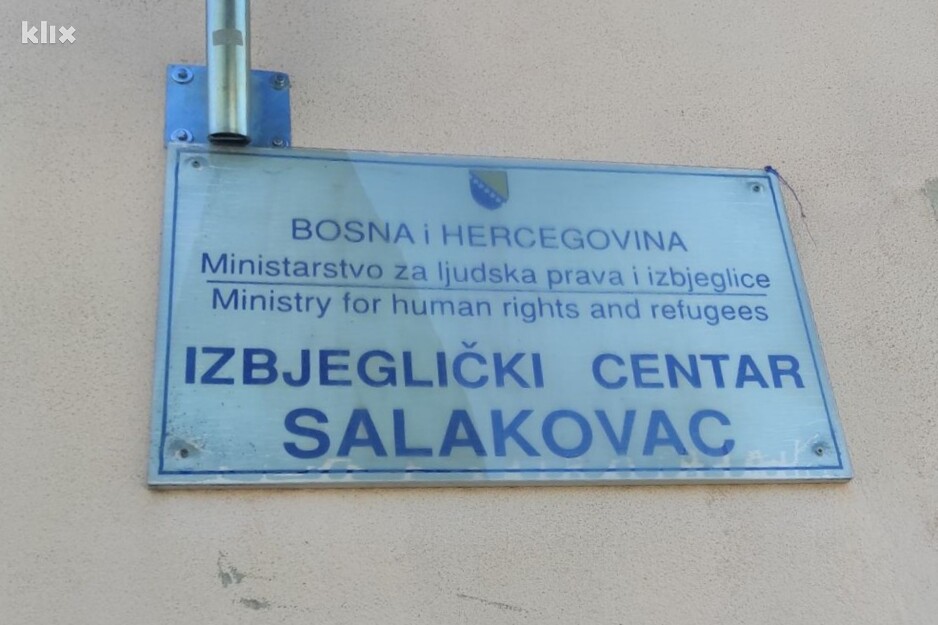 klix
BOSNA i HERCEGOVINA
Ministarstvo za ljudska prava i izbjeglice
Ministry for human rights and refugees
IZBJEGLIČKI CENTAR
SALAKOVAC